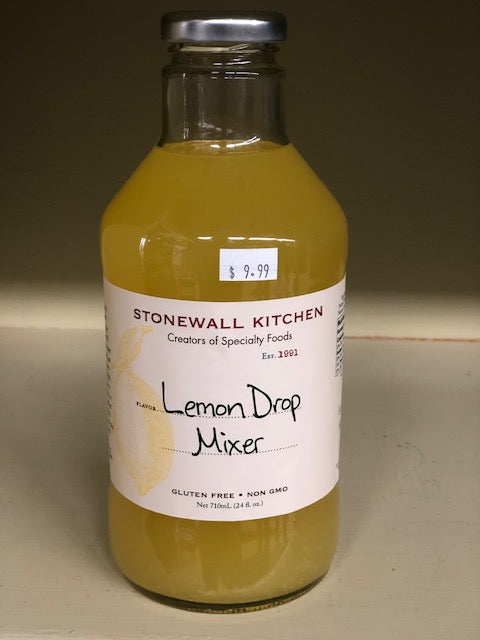 $ 9.99
STONEWALL KITCHEN
Creators of Specialty Foods
Est. 1991
FLAVOR Lemon Drop
Mixer
GLUTEN FREE • NON GMO
Net 710mL (24 fl. oz.)